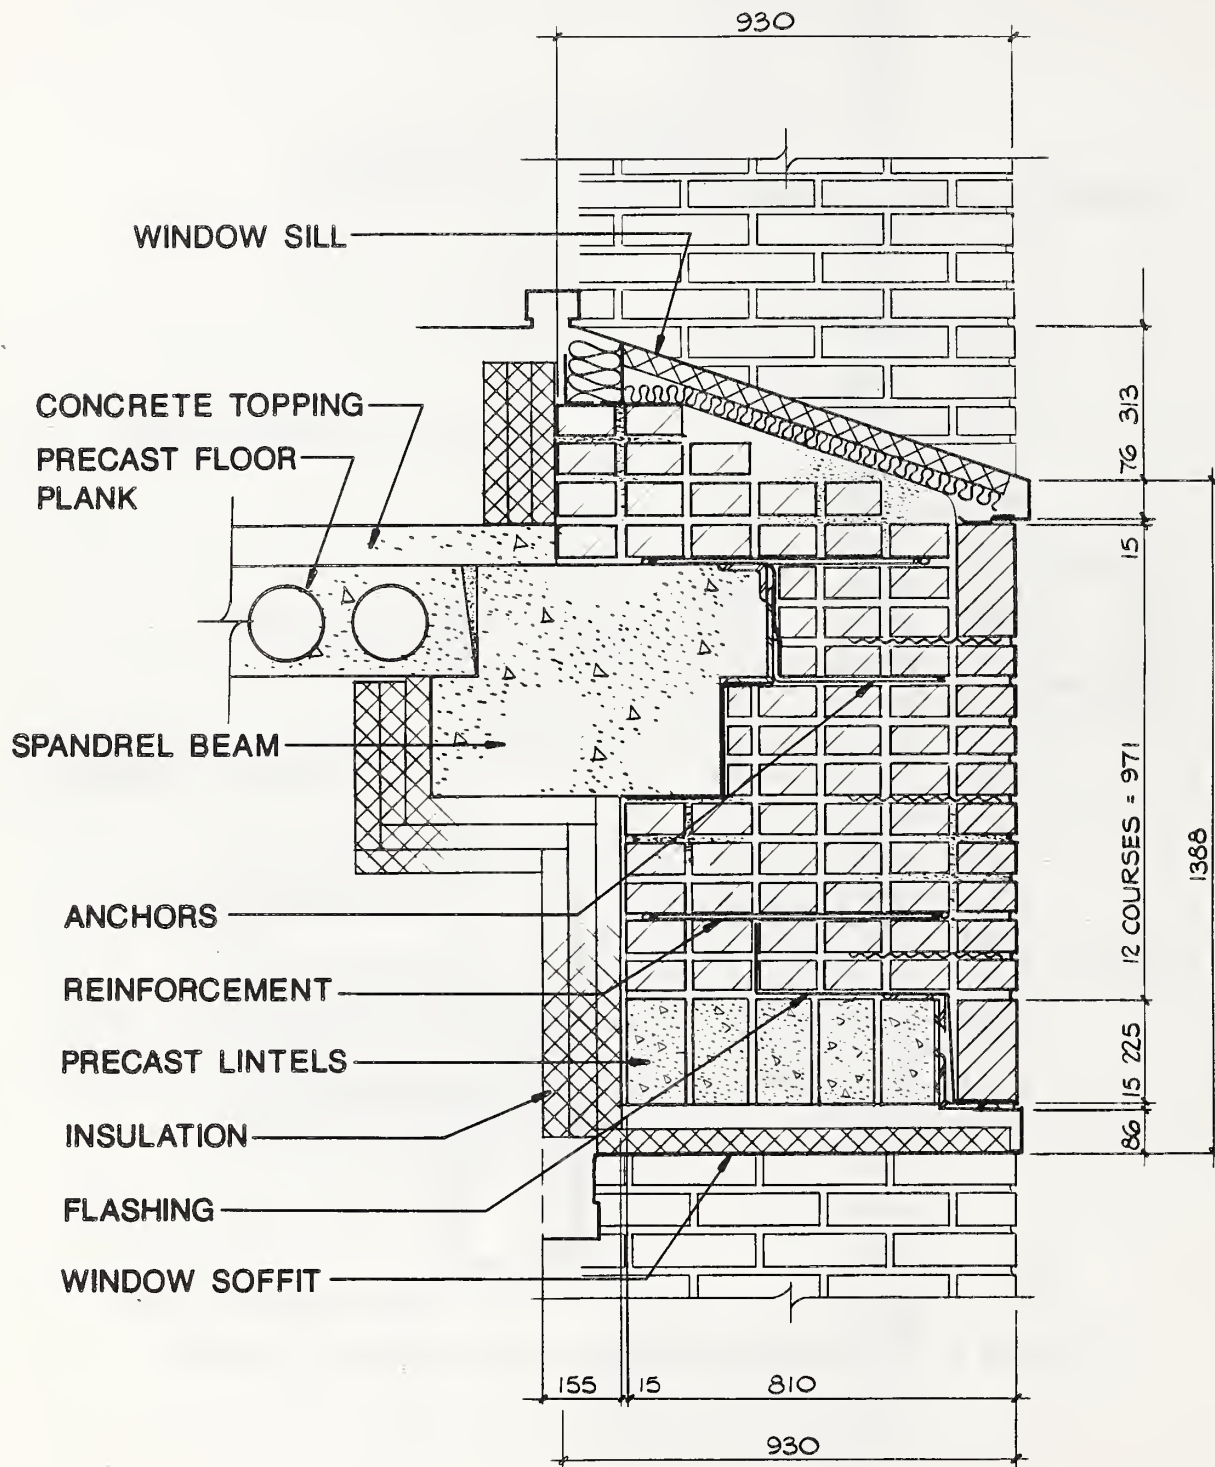 930
WINDOW SILL
CONCRETE TOPPING
PRECAST FLOOR
PLANK
SPANDREL BEAM
ANCHORS
REINFORCEMENT
PRECAST LINTELS
INSULATION
FLASHING
WINDOW SOFFIT
313
76
15
12 COURSES = 971
1388
225
15
86
155
15
810
930